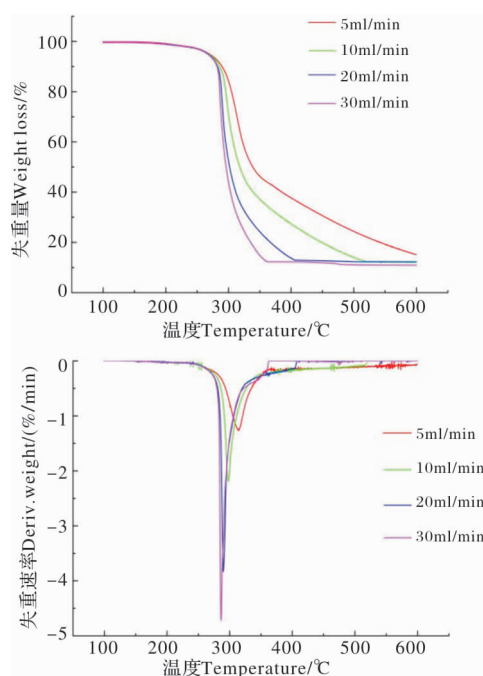 100
80
60
40
20
0
失重量Weight loss/%
5ml/min
10ml/min
20ml/min
30ml/min
100 200 300 400 500 600
温度Temperature/℃
0
-1
-2
-3
-4
-5
失重速率Deriv.weight/(%/min)
5ml/min
10ml/min
20ml/min
30ml/min
100 200 300 400 500 600
温度Temperature/℃